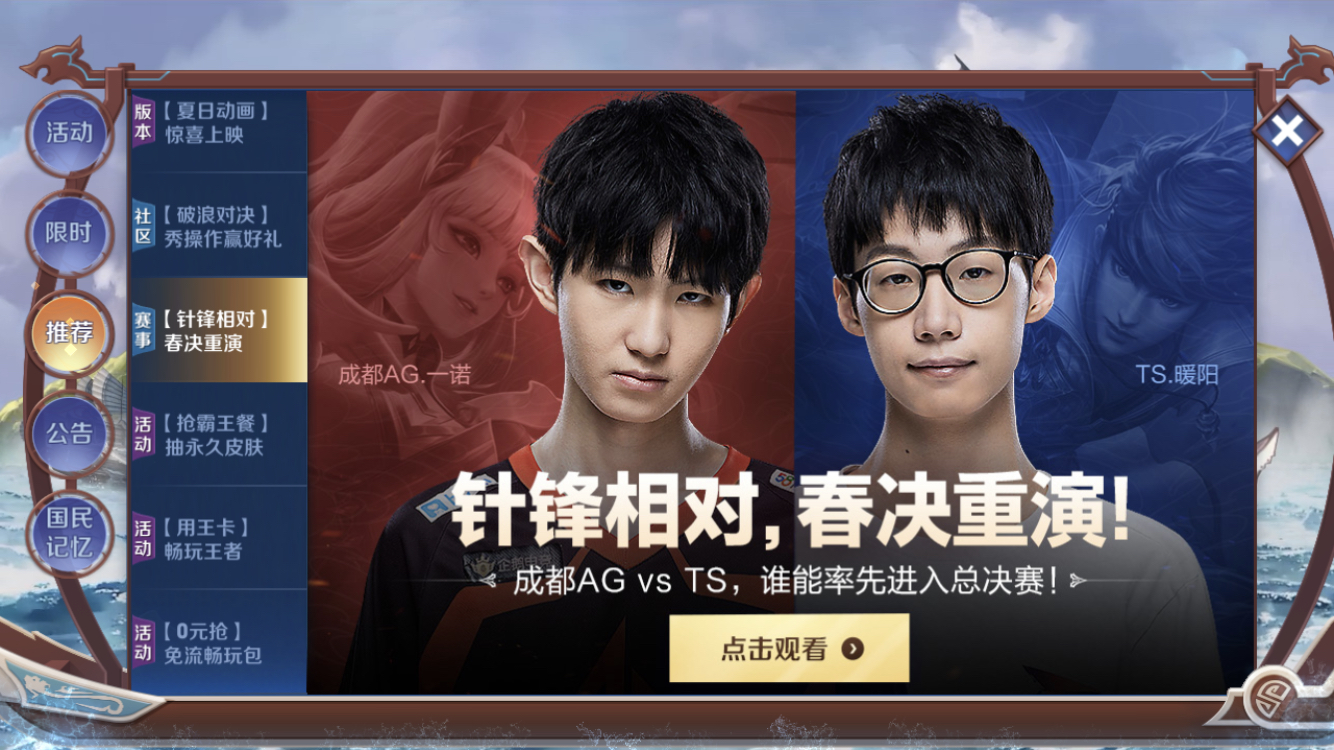 活动
限时
推荐
公告
国民
记忆
版本
【夏日动画】
惊喜上映
社区
【破浪对决】
秀操作赢好礼
赛事
【针锋相对】
春决重演
活动
【抢霸王餐】
抽永久皮肤
活动
【用王卡】
畅玩王者
活动
【0元抢】
免流畅玩包
成都AG.一诺
TS.暖阳
针锋相对,春决重演!
成都AG vs TS，谁能率先进入总决赛！
点击观看